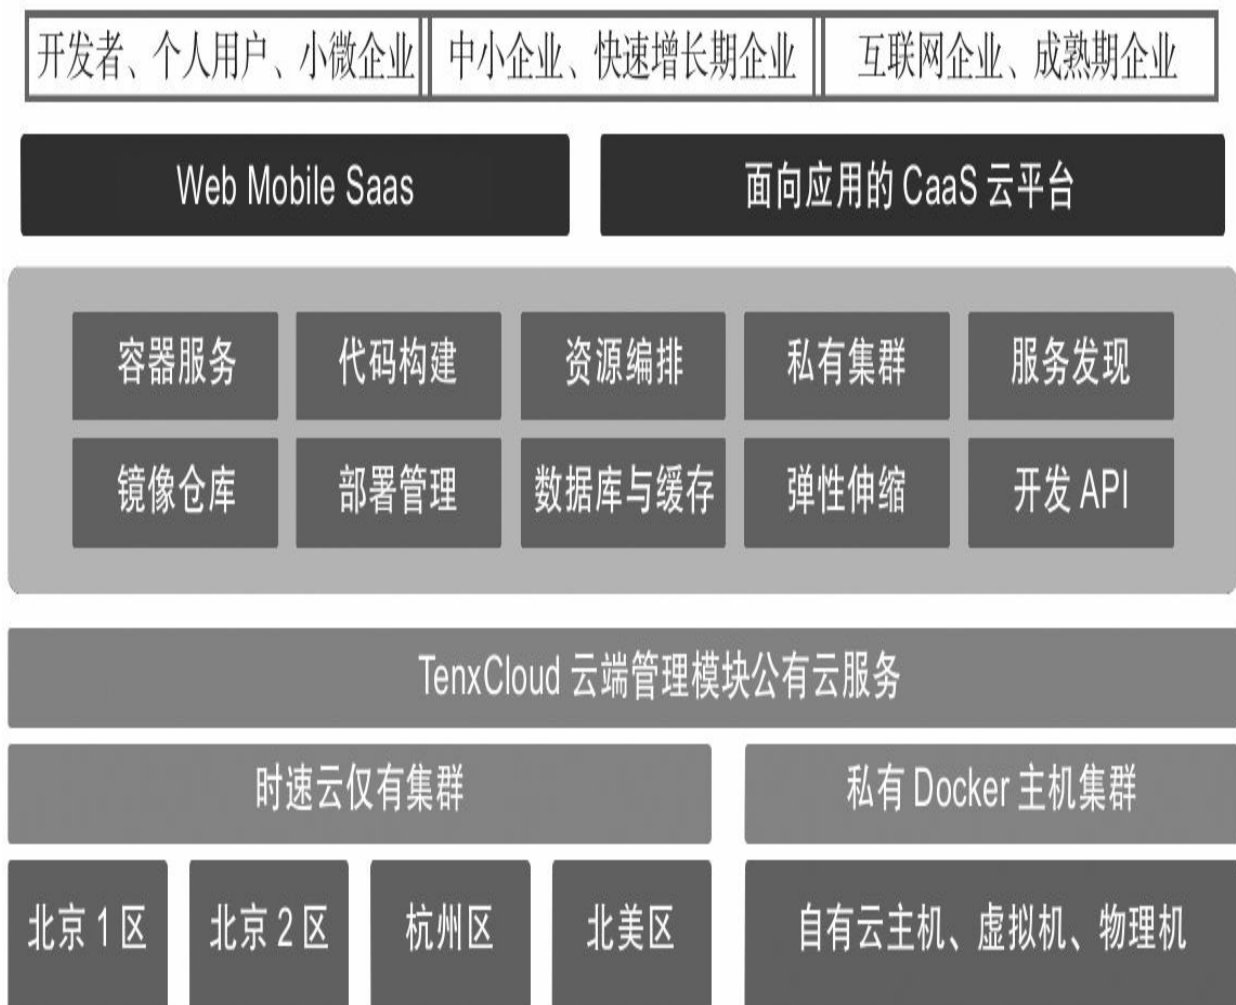 开发者、个人用户、小微企业 中小企业、快速增长期企业 互联网企业、成熟期企业
Web Mobile Saas 面向应用的 CaaS 云平台
容器服务 代码构建 资源编排 私有集群 服务发现
镜像仓库 部署管理 数据库与缓存 弹性伸缩 开发 API
TenxCloud 云端管理模块公有云服务
时速云仅有集群 私有 Docker 主机集群
北京 1 区 北京 2 区 杭州区 北美区 自有云主机、虚拟机、物理机